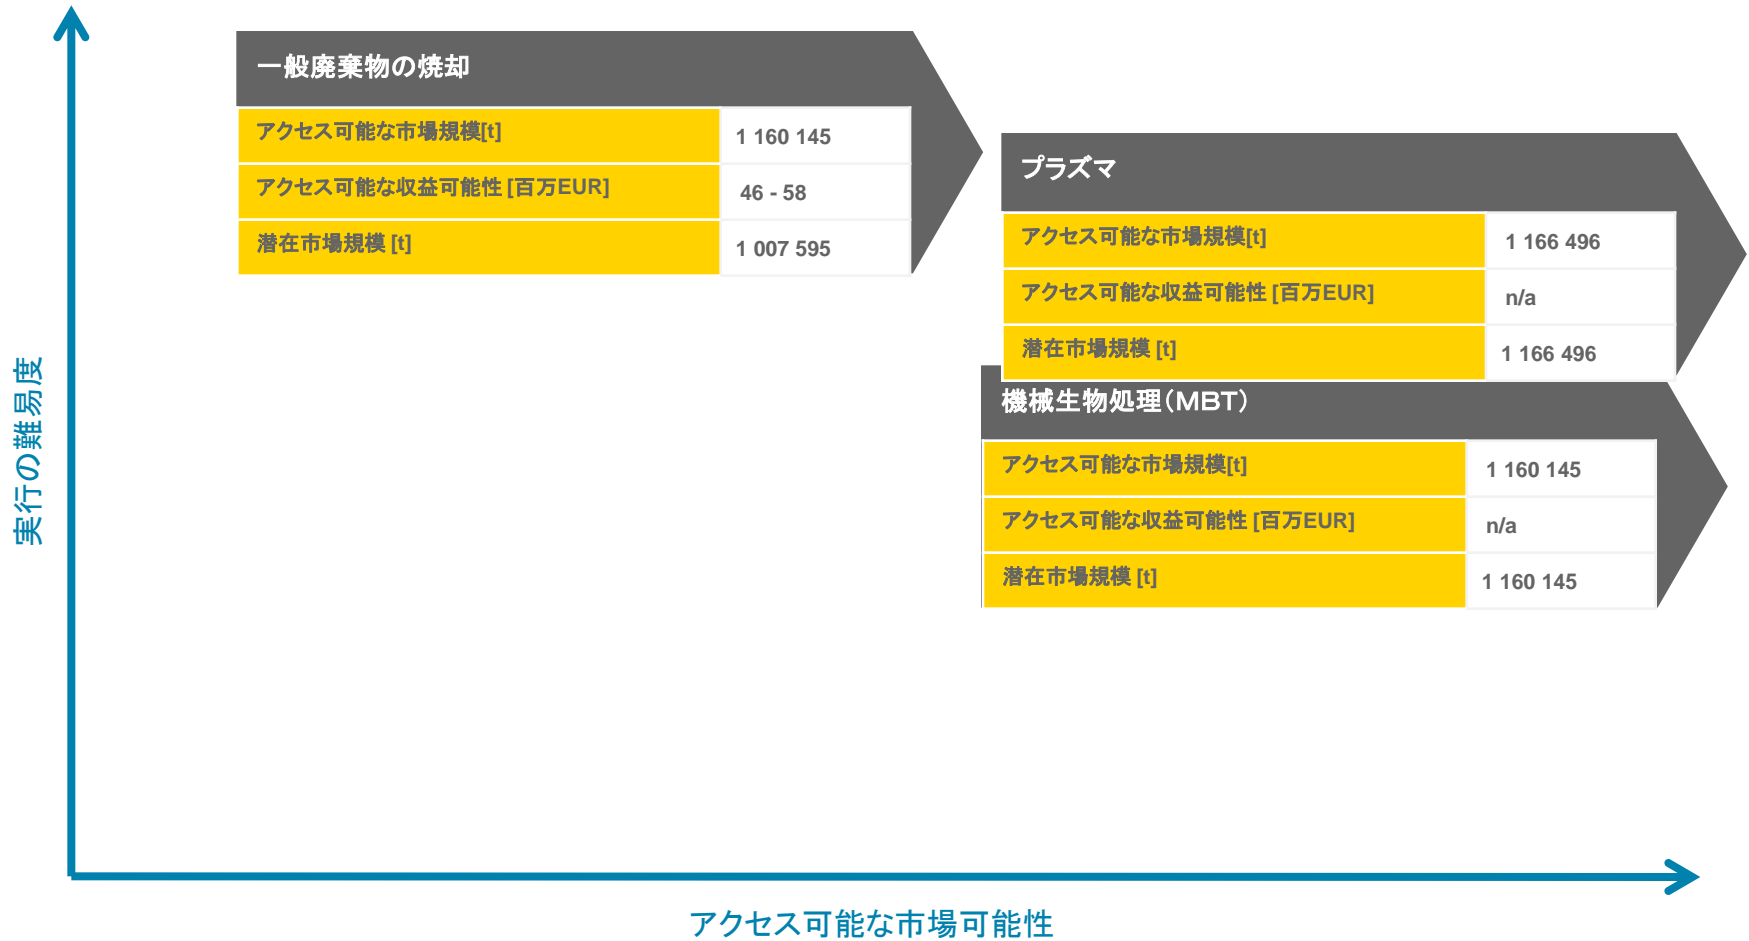 一般廃棄物の焼却
アクセス可能な市場規模[t] 1 160 145
アクセス可能な収益可能性 [百万EUR] 46 - 58
潜在市場規模 [t] 1 007 595
プラズマ
アクセス可能な市場規模[t] 1 166 496
アクセス可能な収益可能性 [百万EUR] n/a
潜在市場規模 [t] 1 166 496
機械生物処理（MBT）
アクセス可能な市場規模[t] 1 160 145
アクセス可能な収益可能性 [百万EUR] n/a
潜在市場規模 [t] 1 160 145
実行の難易度
アクセス可能な市場可能性